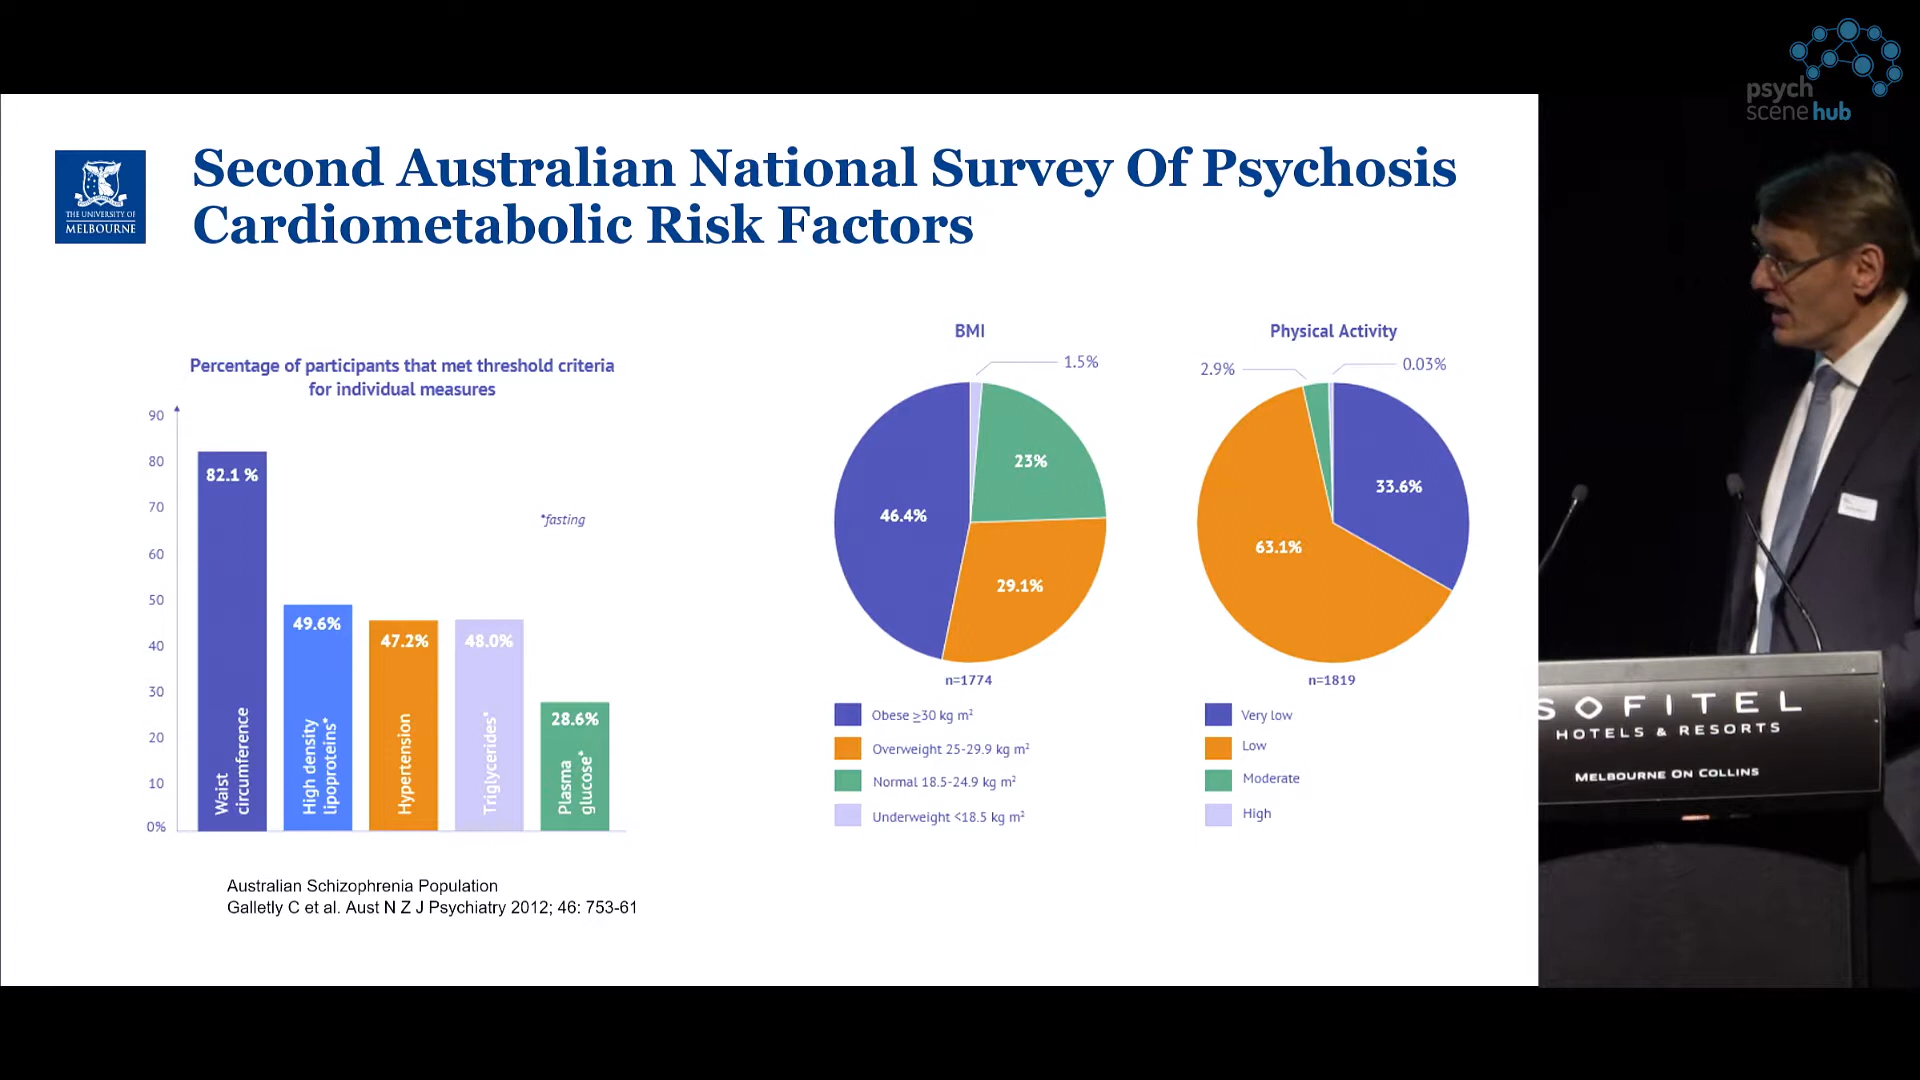 psych
scene hub
THE UNIVERSITY OF
MELBOURNE
Second Australian National Survey Of Psychosis
Cardiometabolic Risk Factors
Percentage of participants that met threshold criteria
for individual measures
90
80
70
60
50
40
30
20
10
0%
82.1 %
Waist
circumference
49.6%
High density
lipoproteins*
47.2%
Hypertension
48.0%
Triglycerides*
28.6%
Plasma
glucose*
*fasting
BMI
1.5%
23%
46.4%
29.1%
n=1774
Obese ≥30 kg m²
Overweight 25-29.9 kg m²
Normal 18.5-24.9 kg m²
Underweight <18.5 kg m²
Physical Activity
2.9%
0.03%
33.6%
63.1%
n=1819
Very low
Low
Moderate
High
Australian Schizophrenia Population
Galletly C et al. Aust N Z J Psychiatry 2012; 46: 753-61
SOFITEL
HOTELS & RESORTS
MELBOURNE ON COLLINS